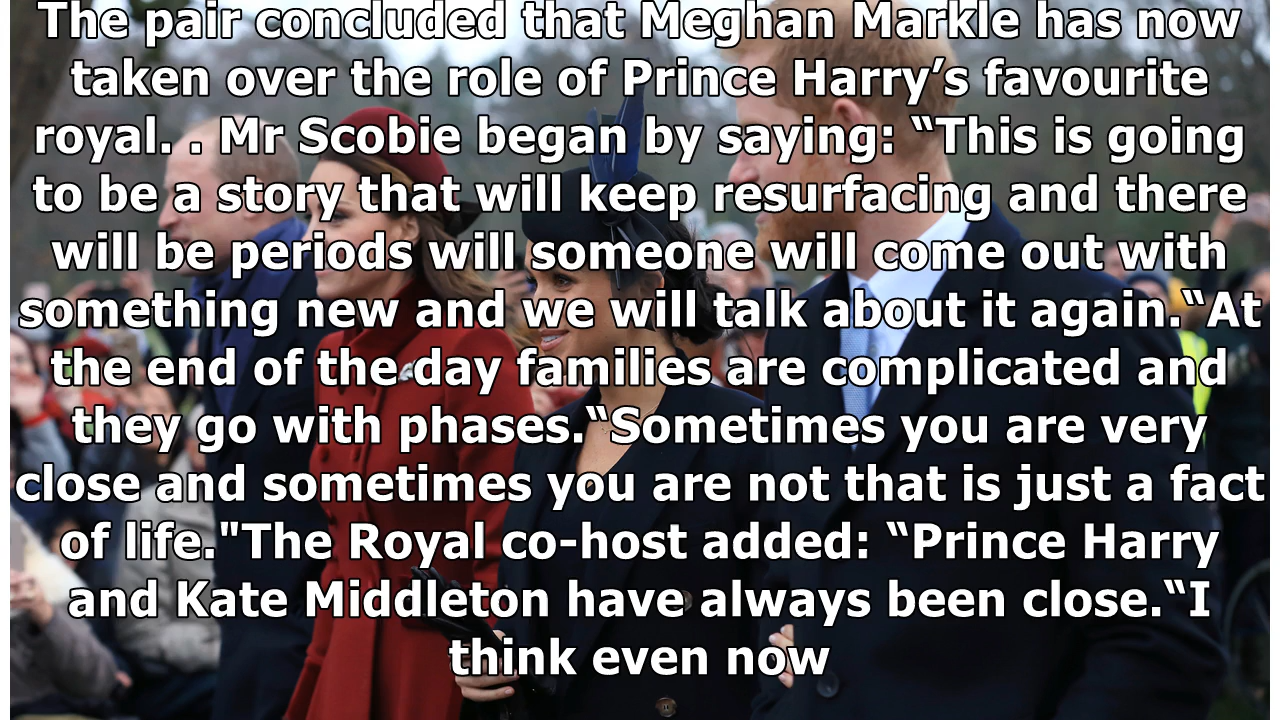 The pair concluded that Meghan Markle has now
taken over the role of Prince Harry’s favourite
royal. . Mr Scobie began by saying: “This is going
to be a story that will keep resurfacing and there
will be periods will someone will come out with
something new and we will talk about it again.“At
the end of the day families are complicated and
they go with phases.“Sometimes you are very
close and sometimes you are not that is just a fact
of life."The Royal co-host added: “Prince Harry
and Kate Middleton have always been close.“I
think even now